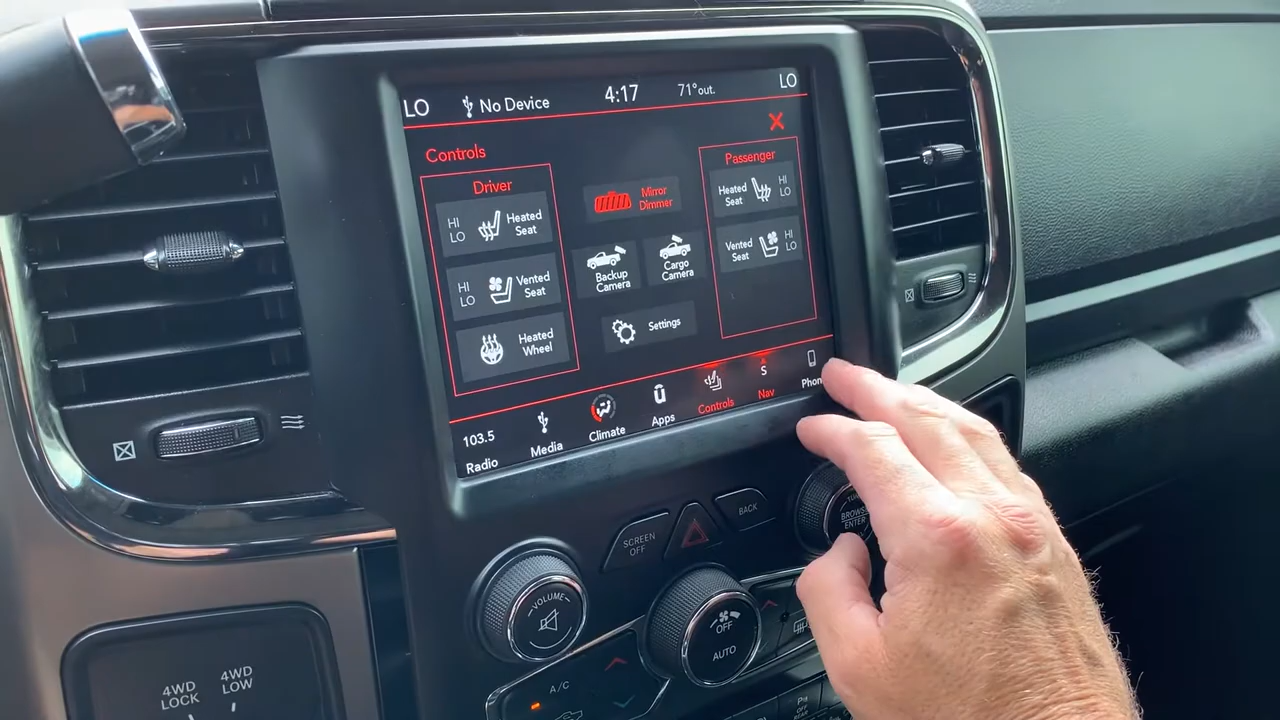 LO
No Device
4:17
71°out.
LO
Controls
Driver
HI
LO
Heated
Seat
HI
LO
Vented
Seat
Heated
Wheel
Mirror
Dimmer
Backup
Camera
Cargo
Camera
Settings
Passenger
Heated
Seat
HI
LO
Vented
Seat
HI
LO
103.5
Radio
Media
Climate
Apps
Controls
S
Nav
Phon
SCREEN
OFF
BACK
BROWSE
ENTER
VOLUME
OFF
AUTO
A/C
4WD
LOCK
4WD
LOW